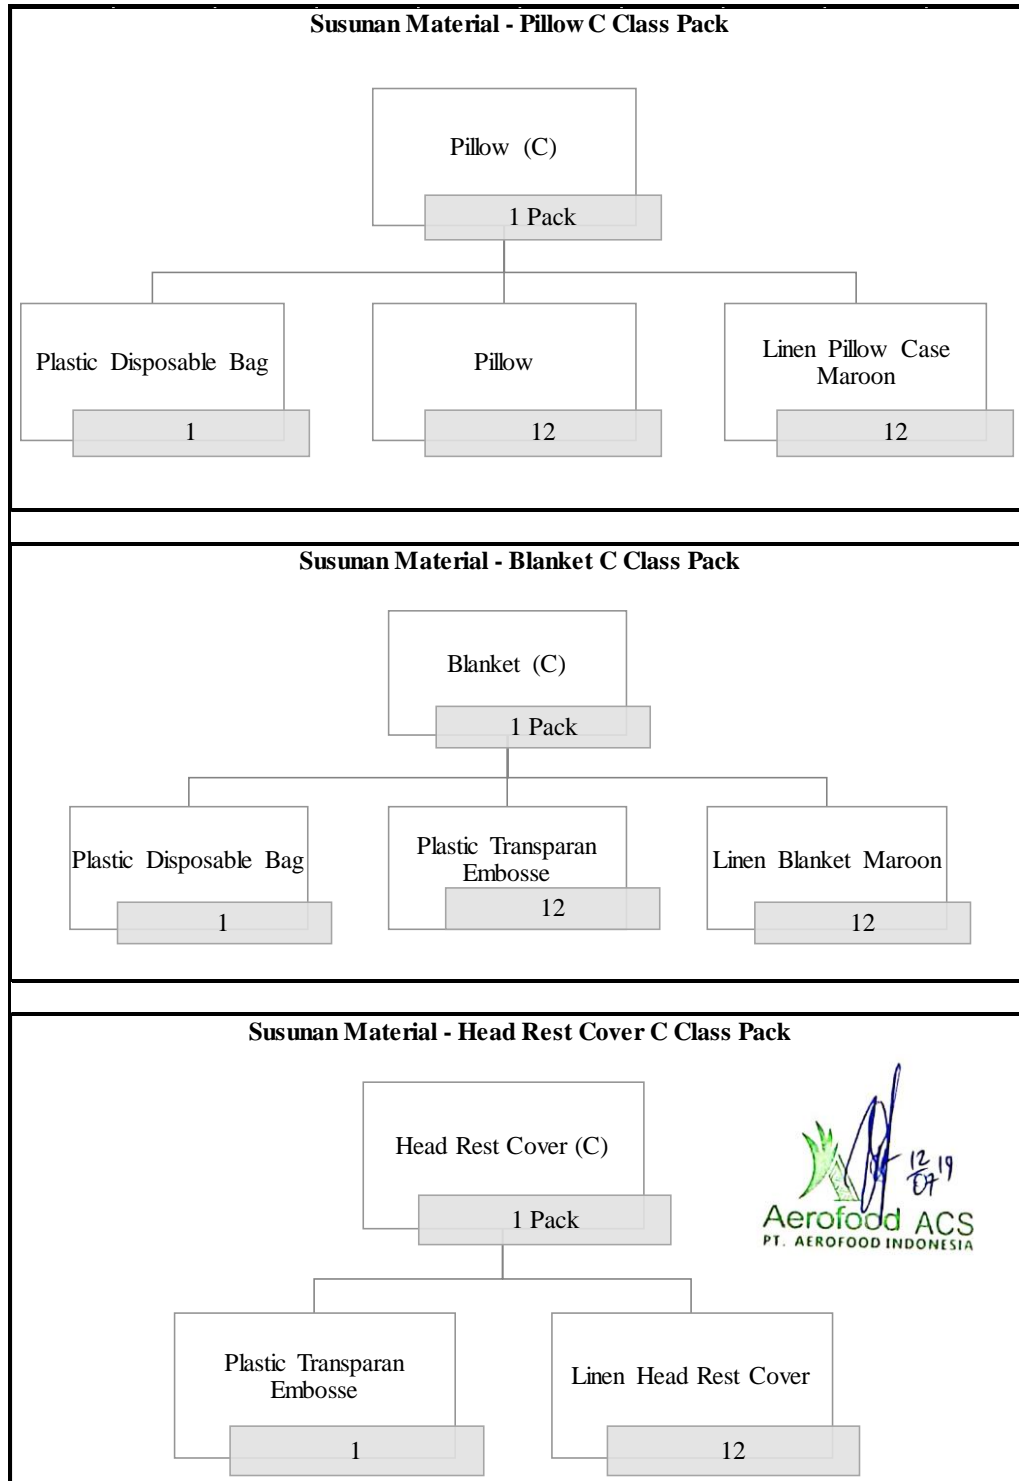 Susunan Material - Pillow C Class Pack
Pillow (C)
1 Pack
Plastic Disposable Bag
1
Pillow
12
Linen Pillow Case
Maroon
12
Susunan Material - Blanket C Class Pack
Blanket (C)
1 Pack
Plastic Disposable Bag
1
Plastic Transparan
Embosse
12
Linen Blanket Maroon
12
Susunan Material - Head Rest Cover C Class Pack
Head Rest Cover (C)
1 Pack
12/07 19
Aerofood ACS
PT. AEROFOOD INDONESIA
Plastic Transparan
Embosse
1
Linen Head Rest Cover
12